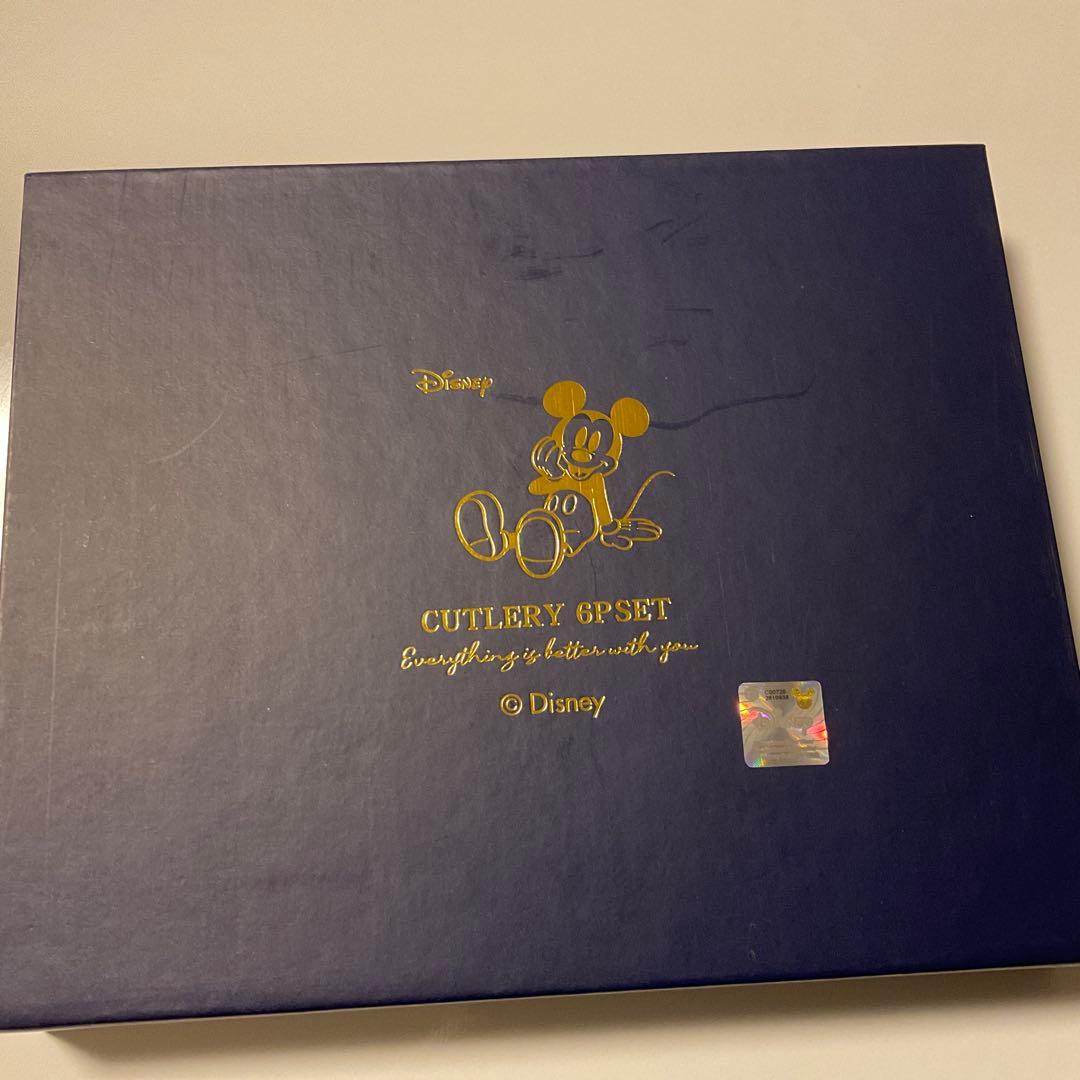 Disney
CUTLERY 6PSET
Everything is better with you
© Disney